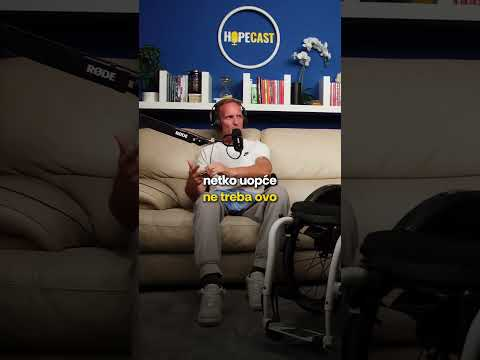 HOPECAST
RØDE
RØDE
netko uopće
ne treba ovo